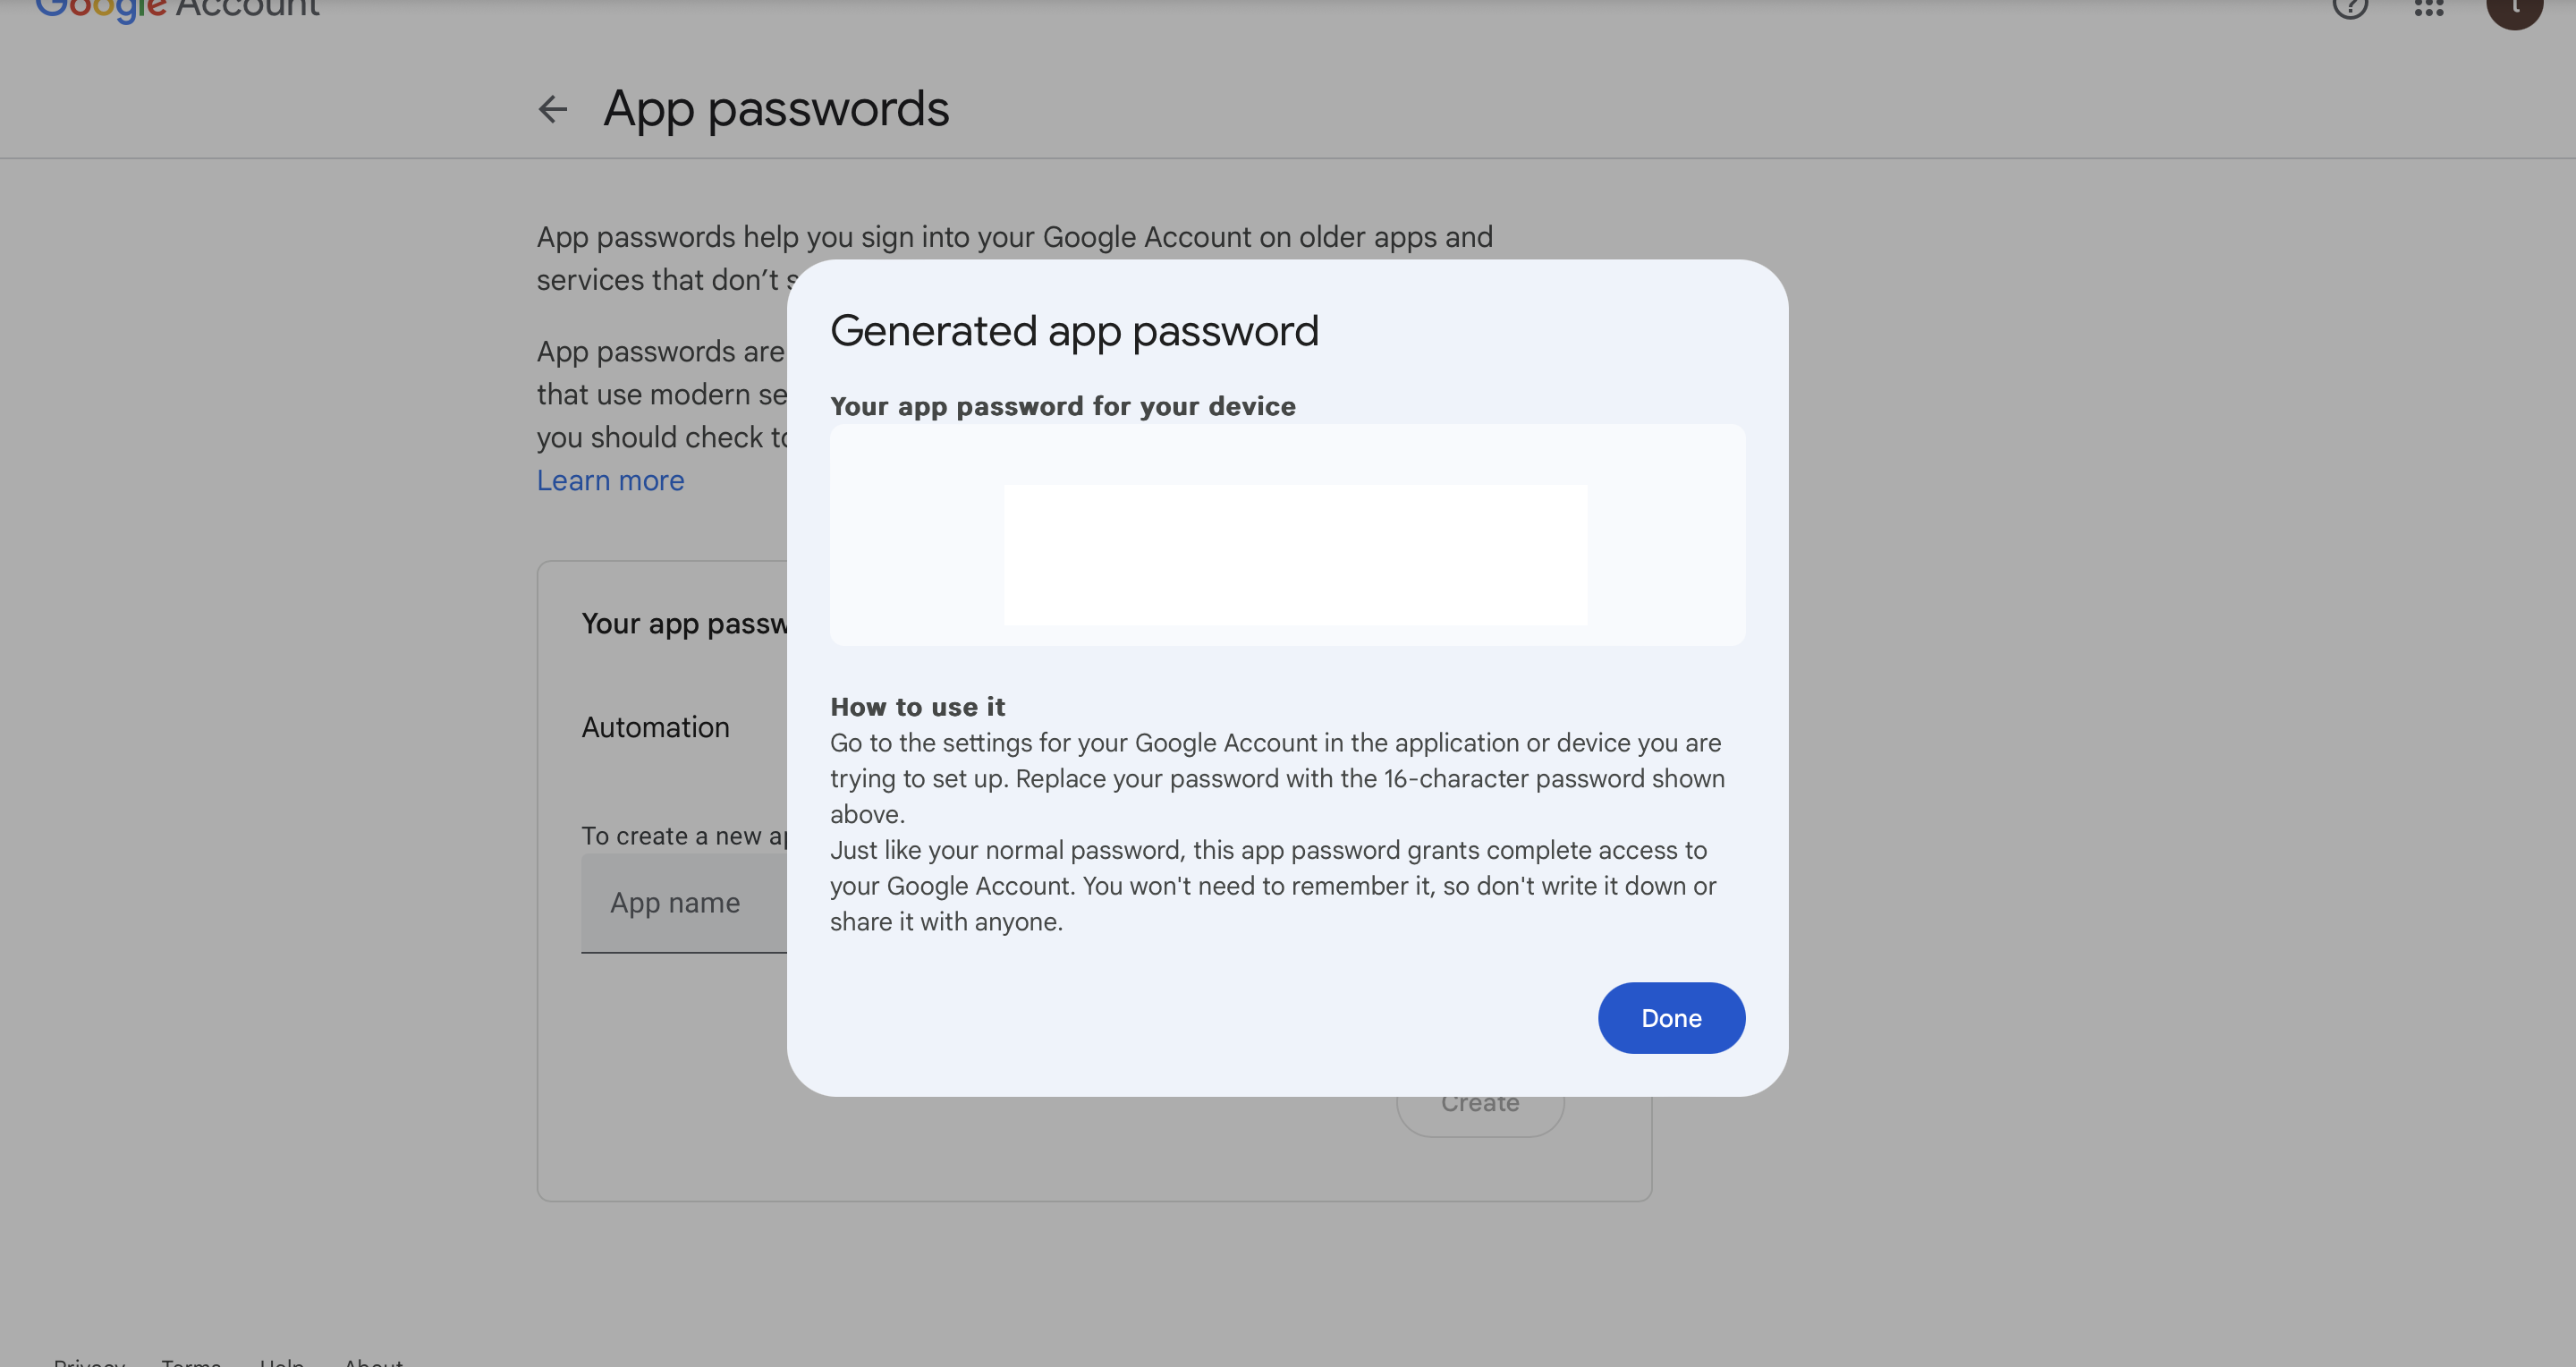 Google Account
App passwords
App passwords help you sign into your Google Account on older apps and
services that don’t s
App passwords are
that use modern se
you should check to
Learn more
Your app passw
Automation
To create a new ap
App name
Generated app password
Your app password for your device
How to use it
Go to the settings for your Google Account in the application or device you are
trying to set up. Replace your password with the 16-character password shown
above.
Just like your normal password, this app password grants complete access to
your Google Account. You won't need to remember it, so don't write it down or
share it with anyone.
Done
Create
Privacy Terms Help About